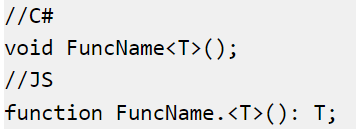 //C#
void FuncName<T>();
//JS
function FuncName.<T>(): T;